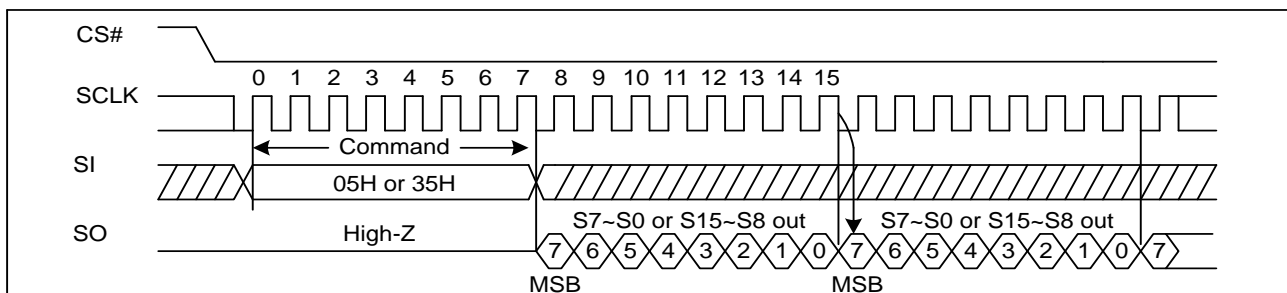 CS#
0 1 2 3 4 5 6 7 8 9 10 11 12 13 14 15
SCLK
Command
SI
05H or 35H
S7~S0 or S15~S8 out S7~S0 or S15~S8 out
SO High-Z
7 6 5 4 3 2 1 0 7 6 5 4 3 2 1 0 7
MSB MSB